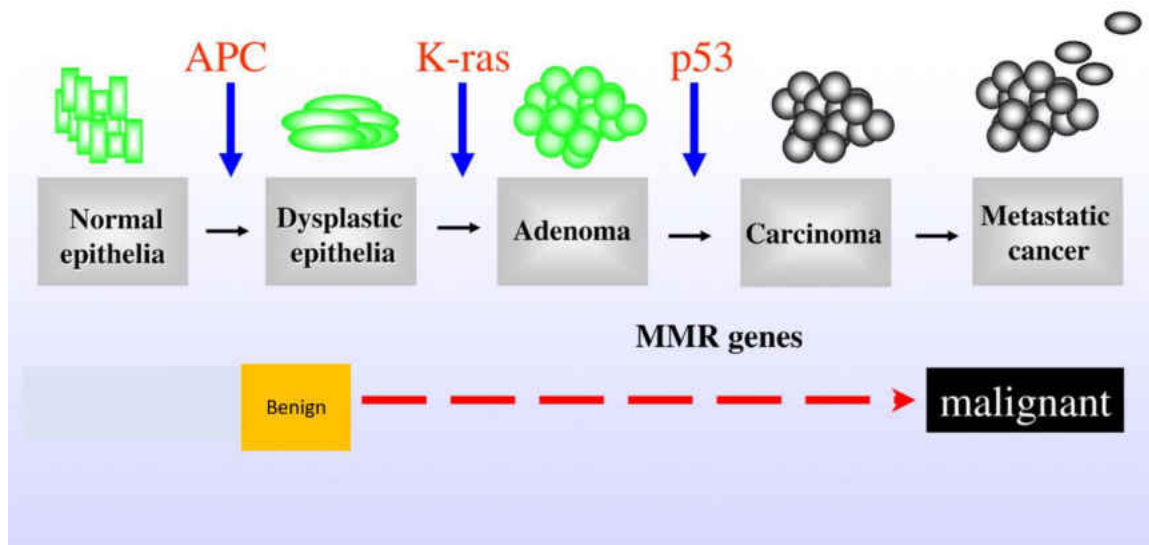 APC
K-ras
p53
Normal
epithelia
Dysplastic
epithelia
Adenoma
Carcinoma
Metastatic
cancer
MMR genes
Benign
malignant